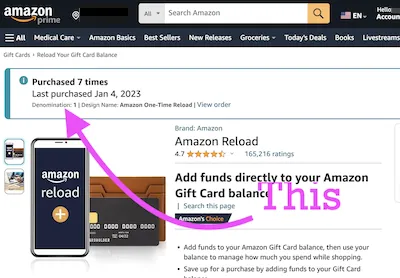 amazon
prime
All
Search Amazon
EN
Hello
Accoun
All
Medical Care
Amazon Basics
Best Sellers
New Releases
Groceries
Today's Deals
Books
Gift Cards › Reload Your Gift Card Balance
Purchased 7 times
Last purchased Jan 4, 2023
Denomination: 1 | Design Name: Amazon One-Time Reload | View order
Brand: Amazon
Amazon Reload
4.7 165,216 ratings
amazon
reload
Add funds directly to your Amazon
Gift Card balance
This
| Search this page
Amazon's Choice
Add funds to your Amazon Gift Card balance, then use your
balance to manage how much you spend while shopping.
Save up for a purchase by adding funds to your Gift Card